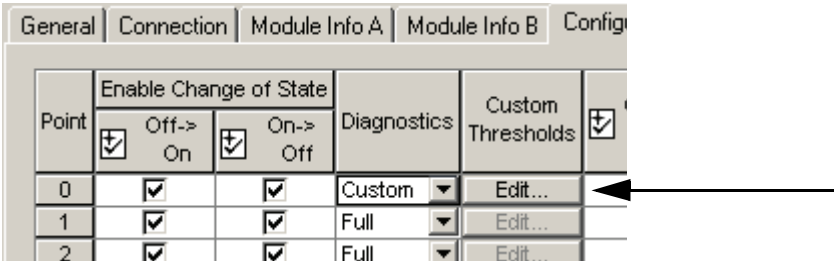 General Connection Module Info A Module Info B Config
Enable Change of State
Point Off-> On On-> Off Diagnostics Custom Thresholds
0 Custom Edit...
1 Full Edit...
2 Full Edit...